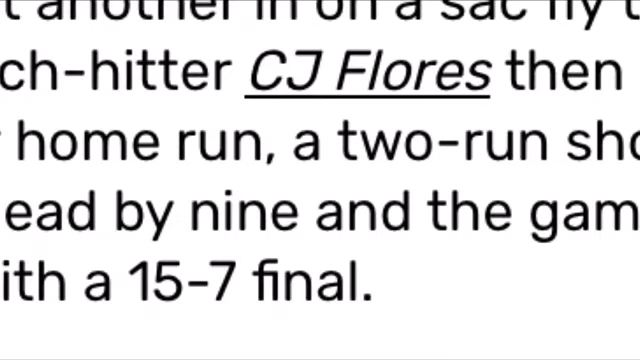 t another in on a sac fly t
ch-hitter CJ Flores then
home run, a two-run sho
ead by nine and the gam
ith a 15-7 final.